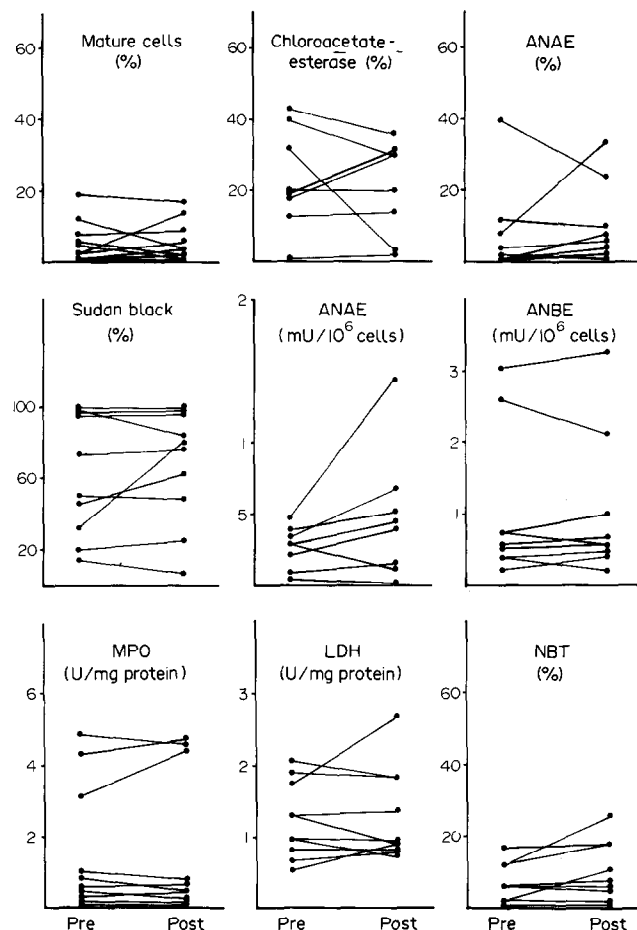 Mature cells
(%)
60
40
20
Chloroacetate-
esterase (%)
60
40
20
ANAE
(%)
60
40
20
Sudan black
(%)
100
60
20
ANAE
(mU/10⁶ cells)
2
1
5
ANBE
(mU/10⁶ cells)
3
2
1
MPO
(U/mg protein)
6
4
2
Pre Post
LDH
(U/mg protein)
3
2
1
Pre Post
NBT
(%)
60
40
20
Pre Post